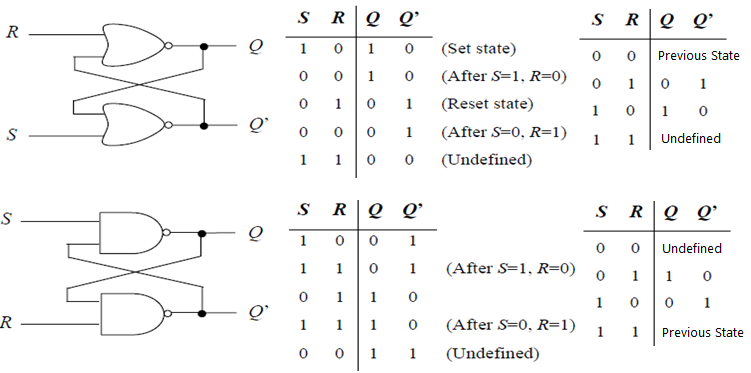 R
S
Q
Q’
S R Q Q’
1 0 1 0 (Set state)
0 0 1 0 (After S=1, R=0)
0 1 0 1 (Reset state)
0 0 0 1 (After S=0, R=1)
1 1 0 0 (Undefined)
S R Q Q’
0 0 Previous State
0 1 0 1
1 0 1 0
1 1 Undefined
S
R
Q
Q’
S R Q Q’
1 0 0 1
1 1 0 1 (After S=1, R=0)
0 1 1 0
1 1 1 0 (After S=0, R=1)
0 0 1 1 (Undefined)
S R Q Q’
0 0 Undefined
0 1 1 0
1 0 0 1
1 1 Previous State